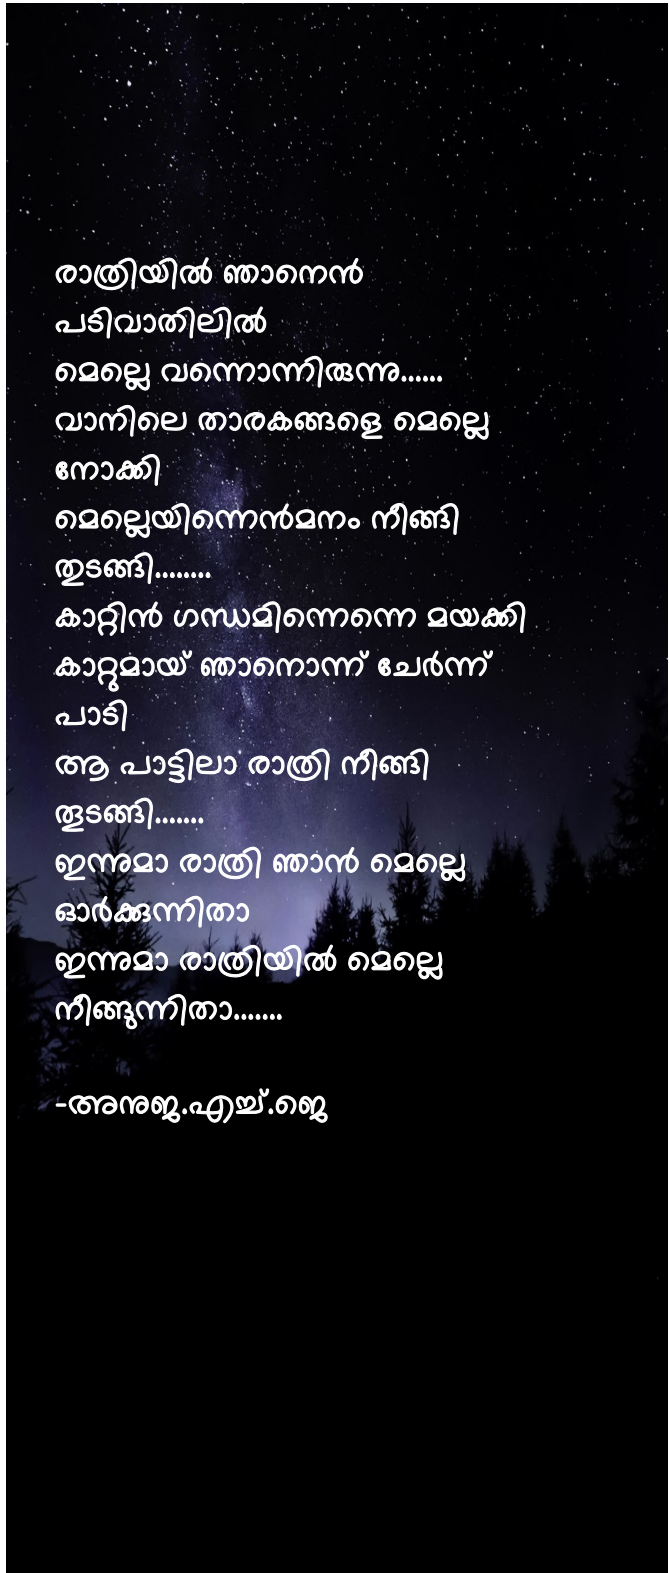 രാത്രിയിൽ ഞാനെൻ
പടിവാതിലിൽ
മെല്ലെ വന്നൊന്നിരുന്നു......
വാനിലെ താരകങ്ങളെ മെല്ലെ
നോക്കി
മെല്ലെയിന്നെൻമനം നീങ്ങി
തുടങ്ങി........
കാറ്റിൻ ഗന്ധമിന്നെന്നെ മയക്കി
കാറ്റുമായ് ഞാനൊന്ന് ചേർന്ന്
പാടി
ആ പാട്ടിലാ രാത്രി നീങ്ങി
തൂടങ്ങി.......
ഇന്നുമാ രാത്രി ഞാൻ മെല്ലെ
ഓർക്കുന്നിതാ
ഇന്നുമാ രാത്രിയിൽ മെല്ലെ
നീങ്ങുന്നിതാ.......
-അനുജ.എച്ച്.ജെ